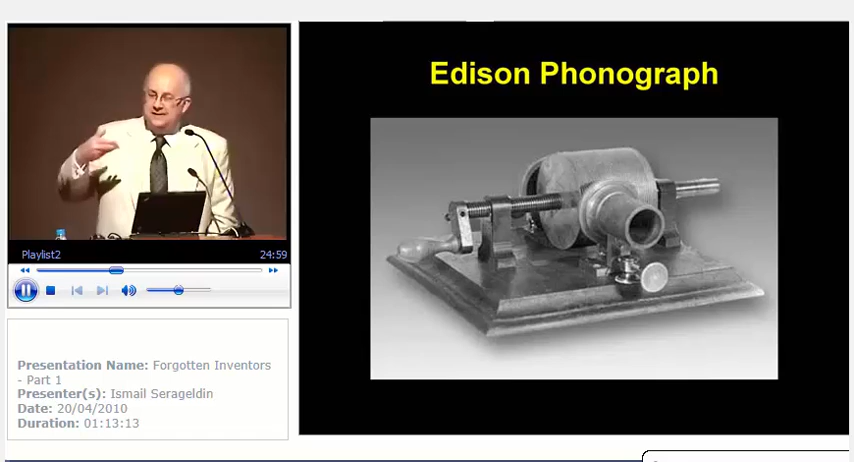 Edison Phonograph
Playlist2
24:59
Presentation Name: Forgotten Inventors
- Part 1
Presenter(s): Ismail Serageldin
Date: 20/04/2010
Duration: 01:13:13